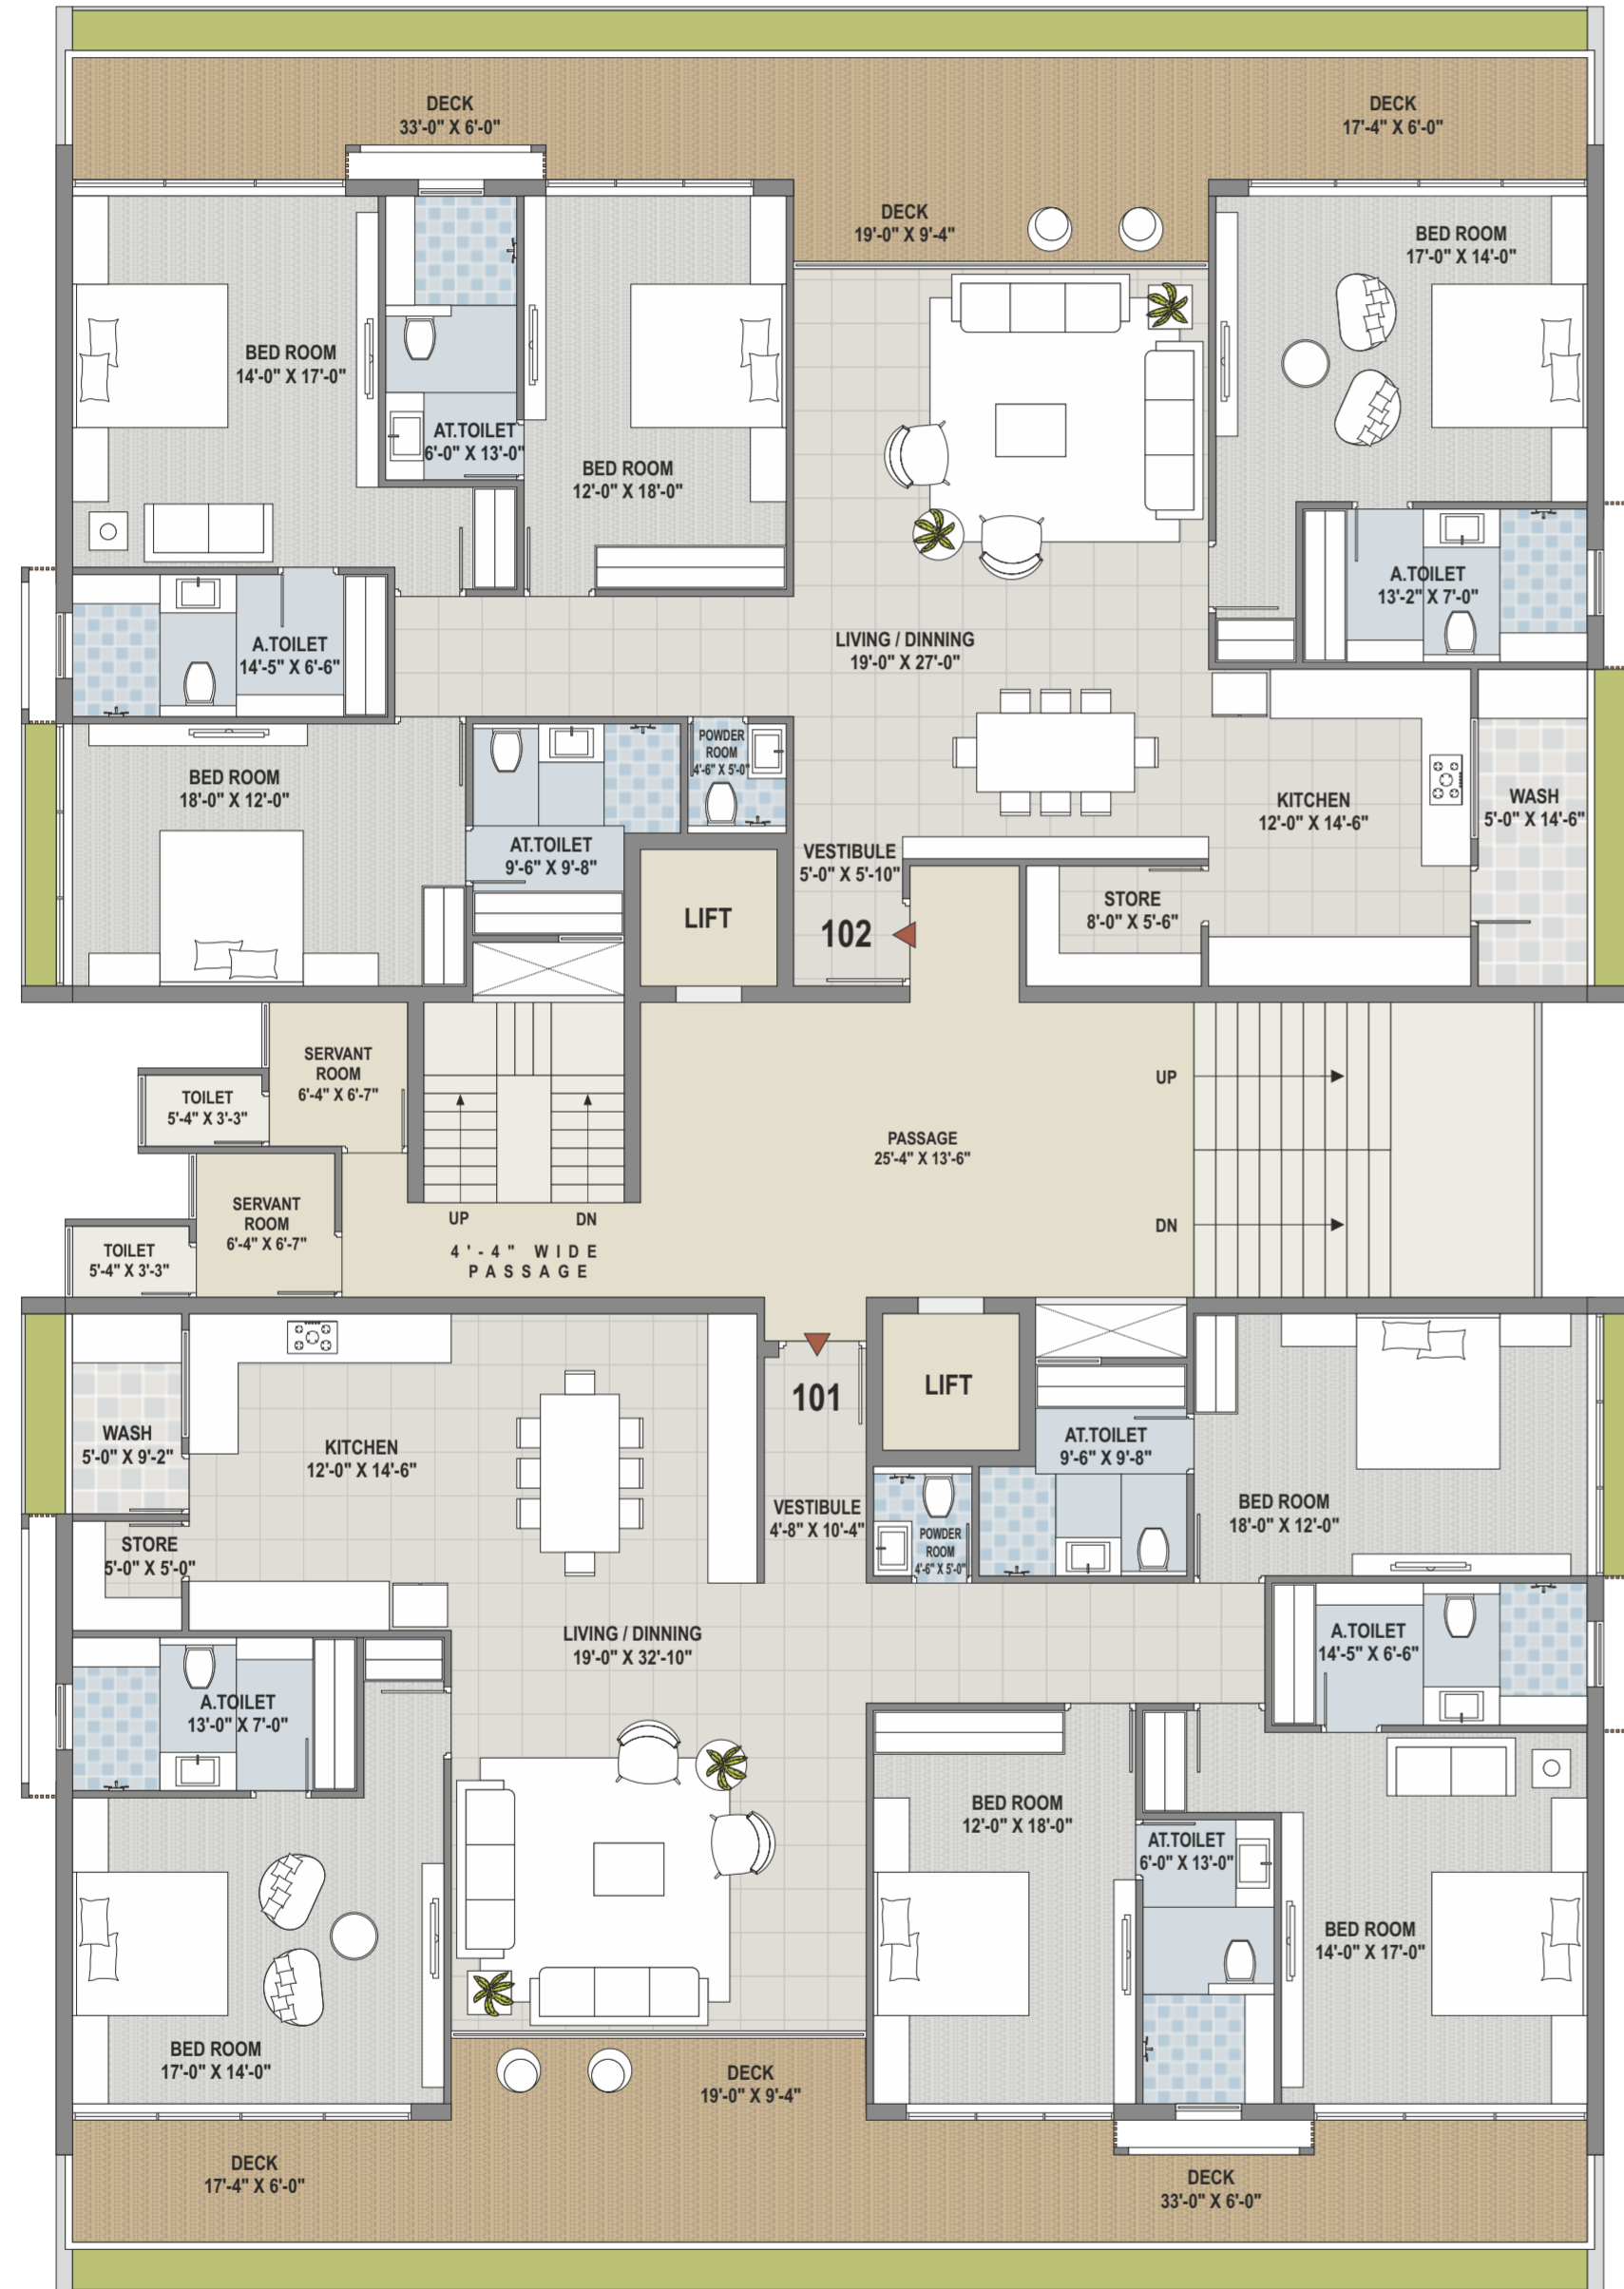 DECK
33'-0" X 6'-0"
DECK
17'-4" X 6'-0"
DECK
19'-0" X 9'-4"
BED ROOM
17'-0" X 14'-0"
BED ROOM
14'-0" X 17'-0"
AT.TOILET
6'-0" X 13'-0"
BED ROOM
12'-0" X 18'-0"
A.TOILET
13'-2" X 7'-0"
A.TOILET
14'-5" X 6'-6"
LIVING / DINNING
19'-0" X 27'-0"
POWDER
ROOM
4'-6" X 5'-0"
BED ROOM
18'-0" X 12'-0"
KITCHEN
12'-0" X 14'-6"
WASH
5'-0" X 14'-6"
AT.TOILET
9'-6" X 9'-8"
VESTIBULE
5'-0" X 5'-10"
STORE
8'-0" X 5'-6"
LIFT
102
SERVANT
ROOM
6'-4" X 6'-7"
TOILET
5'-4" X 3'-3"
UP
PASSAGE
25'-4" X 13'-6"
SERVANT
ROOM
6'-4" X 6'-7"
UP
DN
DN
TOILET
5'-4" X 3'-3"
4'-4" WIDE
PASSAGE
101
LIFT
WASH
5'-0" X 9'-2"
KITCHEN
12'-0" X 14'-6"
AT.TOILET
9'-6" X 9'-8"
VESTIBULE
4'-8" X 10'-4"
BED ROOM
18'-0" X 12'-0"
STORE
5'-0" X 5'-0"
POWDER
ROOM
4'-6" X 5'-0"
LIVING / DINNING
19'-0" X 32'-10"
A.TOILET
14'-5" X 6'-6"
A.TOILET
13'-0" X 7'-0"
BED ROOM
12'-0" X 18'-0"
AT.TOILET
6'-0" X 13'-0"
BED ROOM
14'-0" X 17'-0"
BED ROOM
17'-0" X 14'-0"
DECK
19'-0" X 9'-4"
DECK
17'-4" X 6'-0"
DECK
33'-0" X 6'-0"